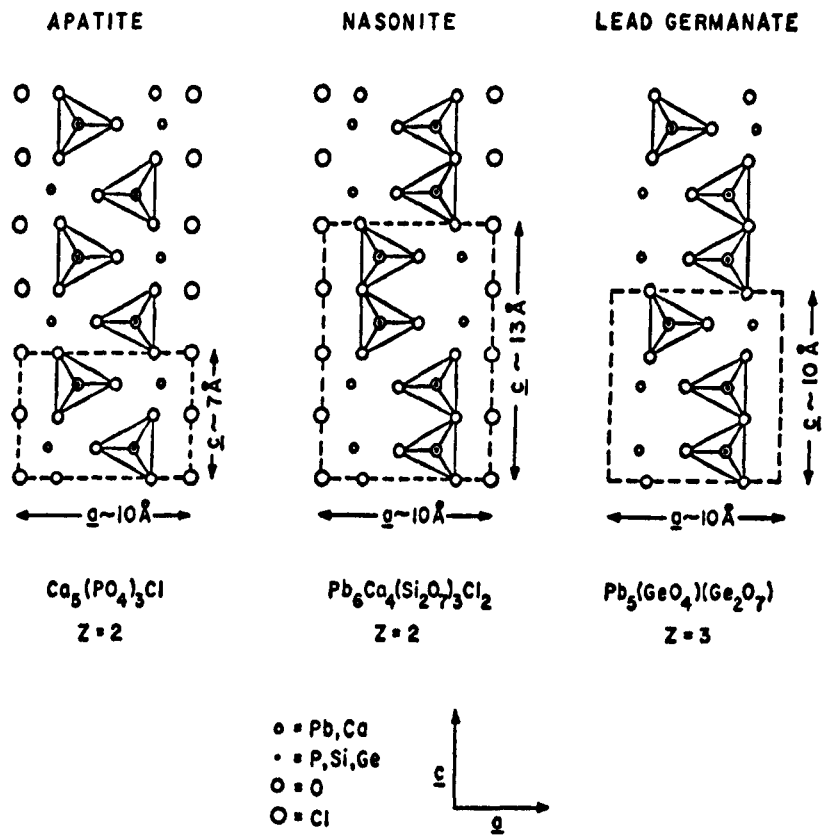 APATITE NASONITE LEAD GERMANATE
c ~ 7 Å
c ~ 13 Å
c ~ 10 Å
a ~ 10 Å a ~ 10 Å a ~ 10 Å
Ca₅(PO₄)₃Cl Pb₆Ca₄(Si₂O₇)₃Cl₂ Pb₅(GeO₄)(Ge₂O₇)
Z = 2 Z = 2 Z = 3
= Pb,Ca
= P,Si,Ge
= O
= Cl
c
a